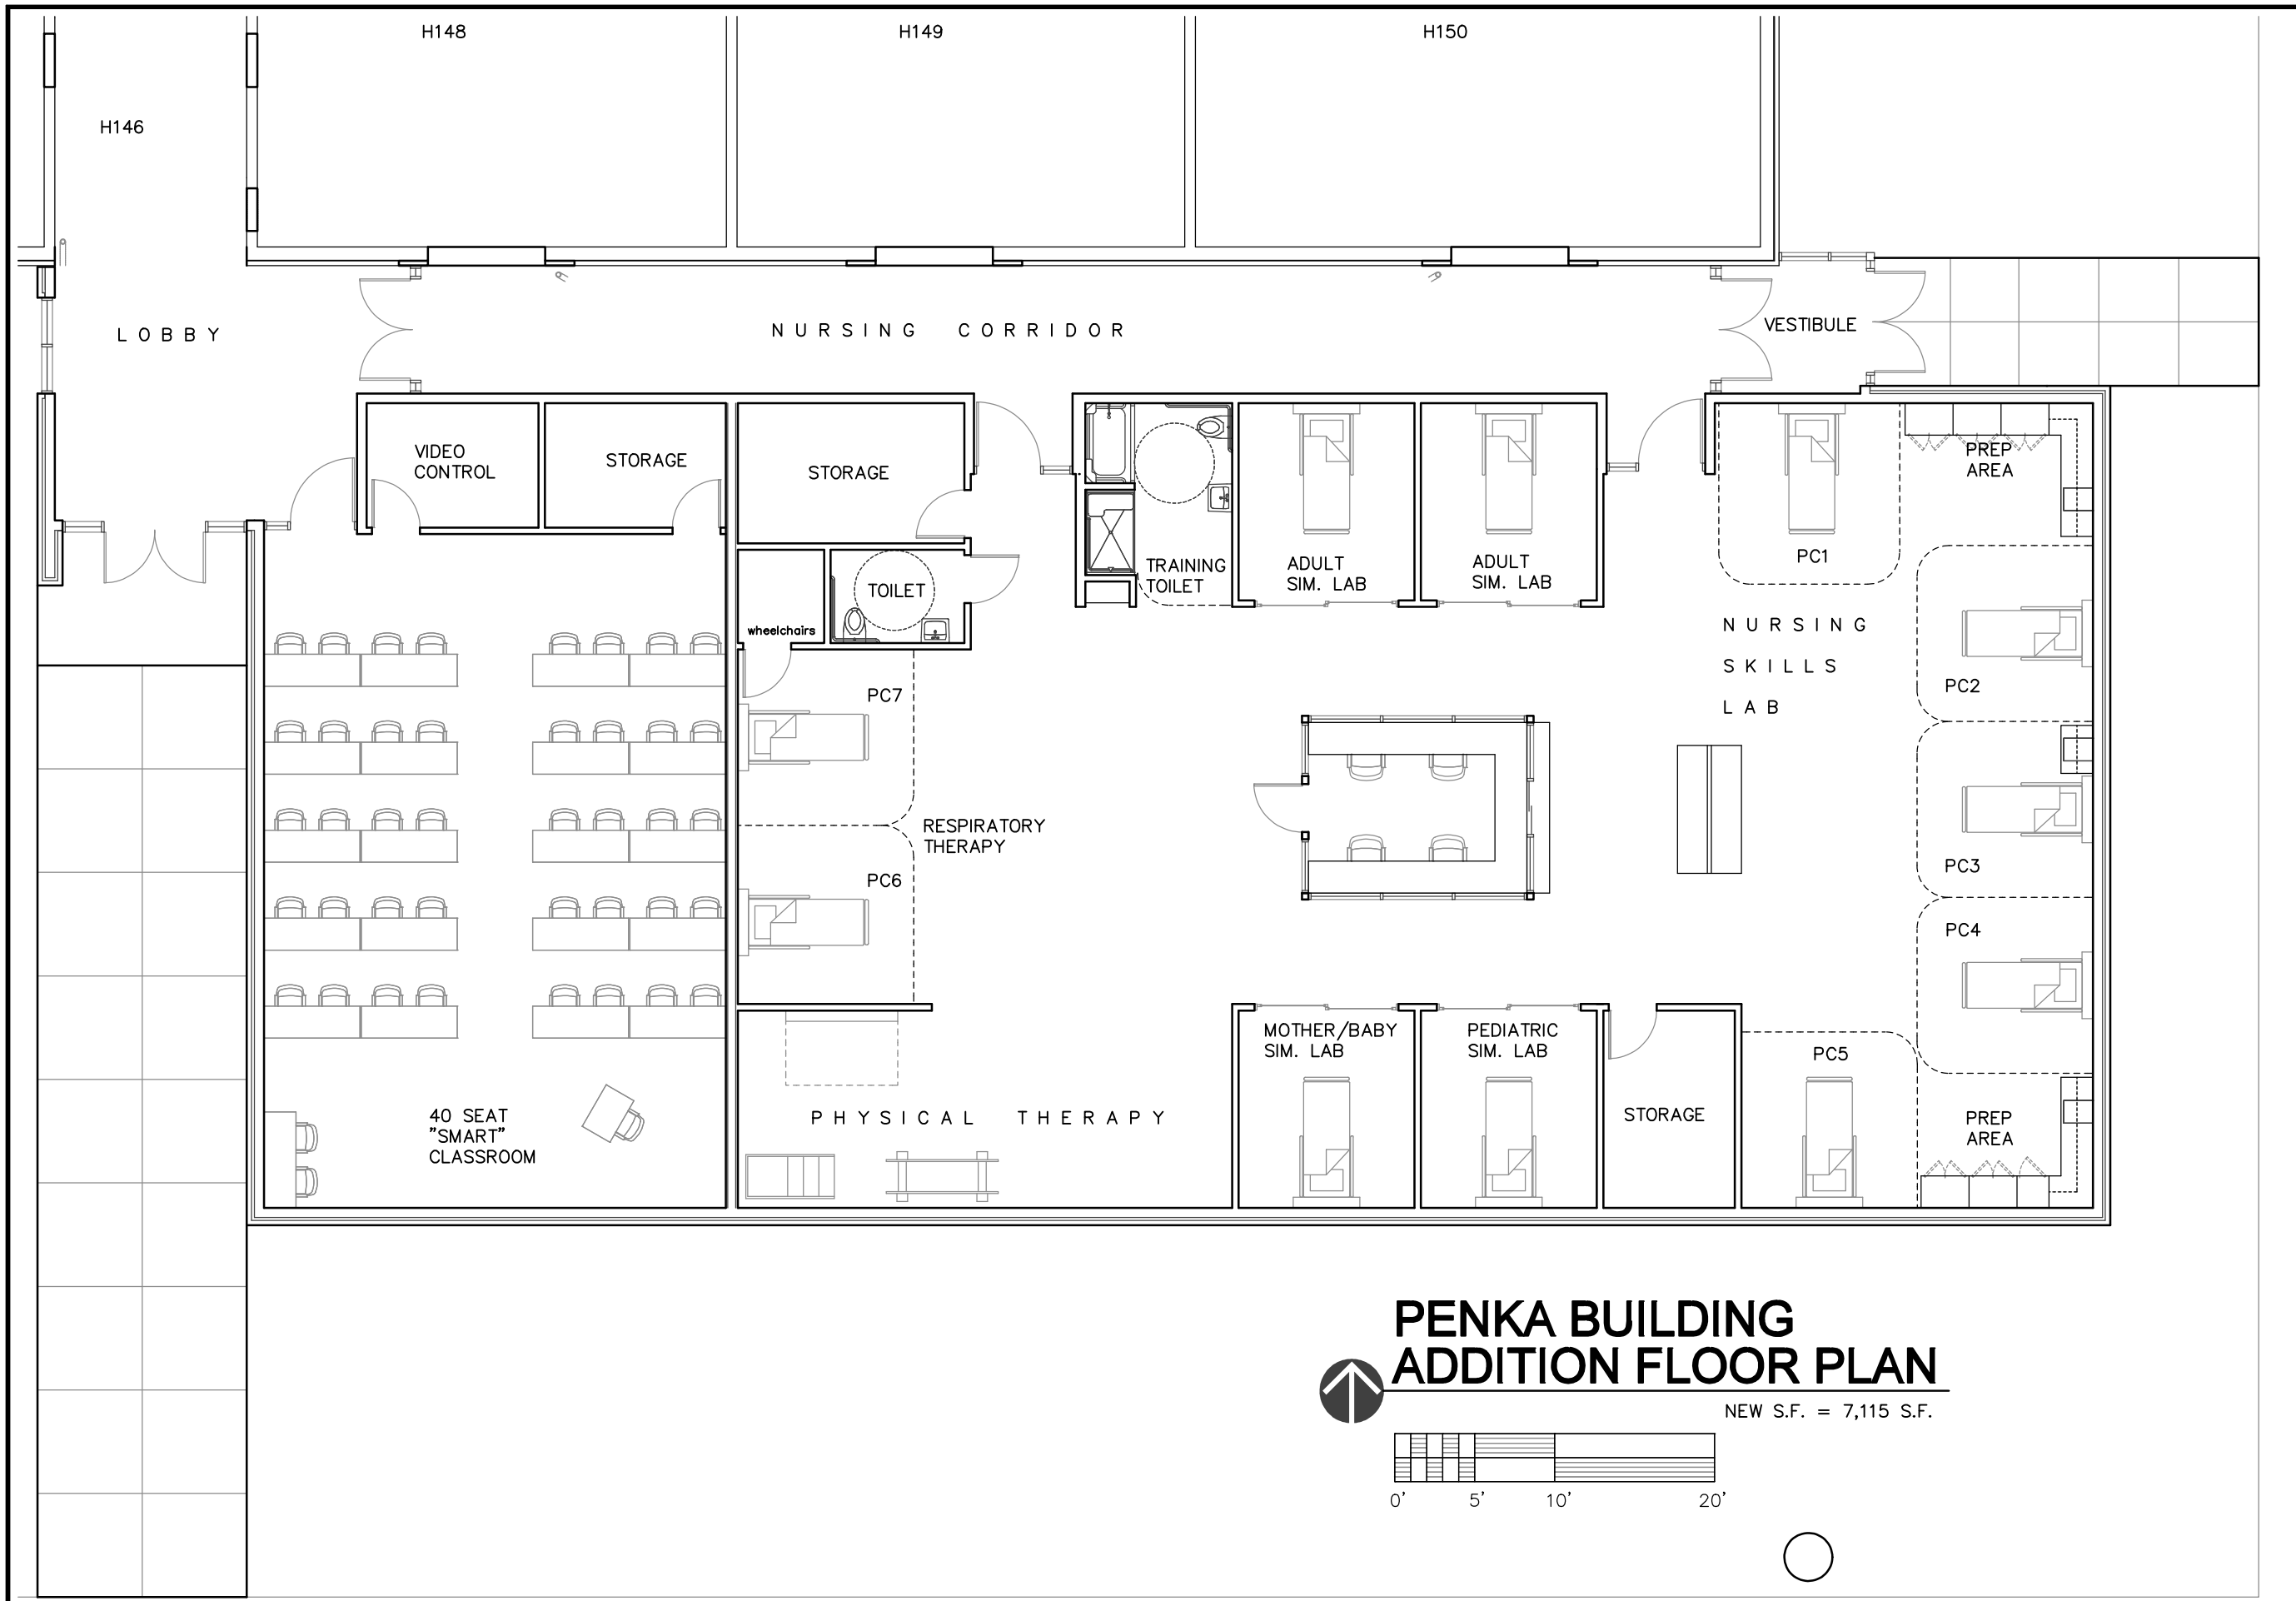 H148
H149
H150
H146
LOBBY
NURSING CORRIDOR
VESTIBULE
VIDEO
CONTROL
STORAGE
STORAGE
PREP
AREA
TRAINING
TOILET
ADULT
SIM. LAB
ADULT
SIM. LAB
PC1
TOILET
wheelchairs
NURSING
SKILLS
LAB
PC2
PC7
RESPIRATORY
THERAPY
PC6
PC3
PC4
MOTHER/BABY
SIM. LAB
PEDIATRIC
SIM. LAB
PC5
40 SEAT
"SMART"
CLASSROOM
PHYSICAL THERAPY
STORAGE
PREP
AREA
PENKA BUILDING
ADDITION FLOOR PLAN
NEW S.F. = 7,115 S.F.
0' 5' 10' 20'